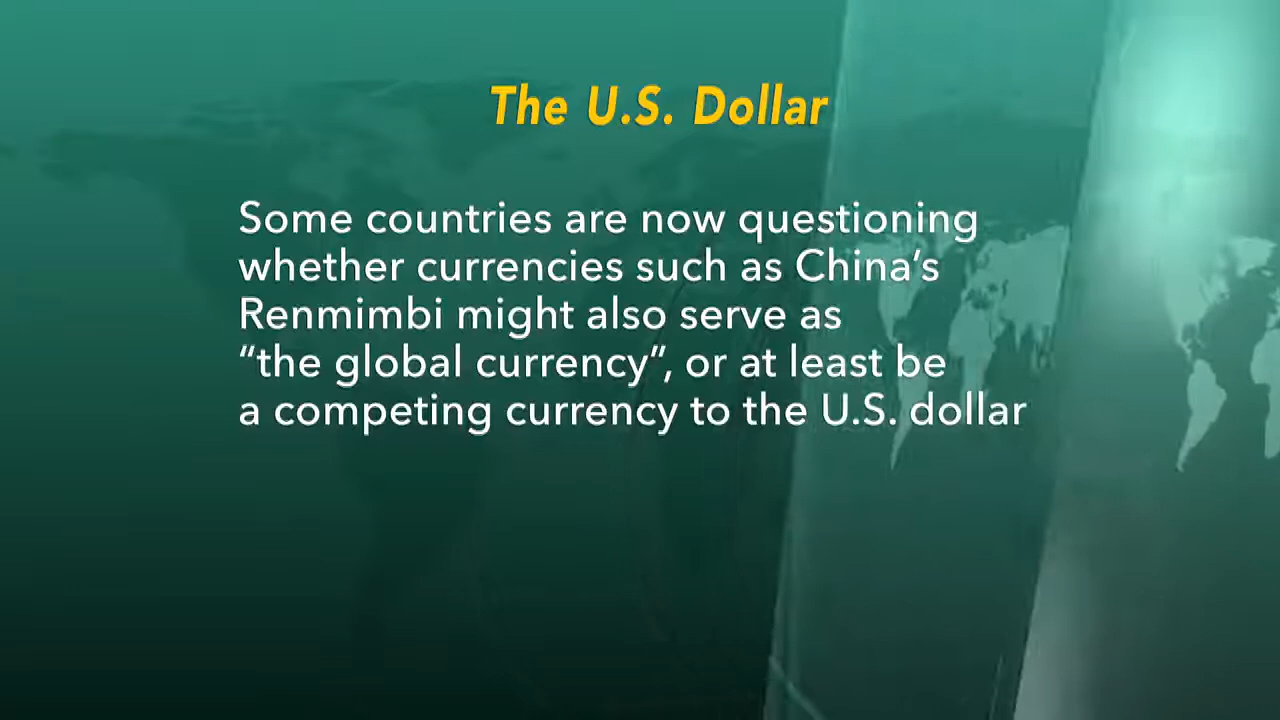 The U.S. Dollar
Some countries are now questioning
whether currencies such as China's
Renmimbi might also serve as
“the global currency”, or at least be
a competing currency to the U.S. dollar